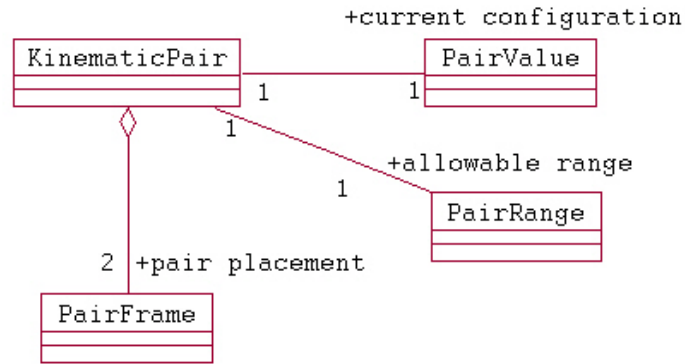 +current configuration
KinematicPair
PairValue
1
1
1
+allowable range
1
PairRange
2
+pair placement
PairFrame